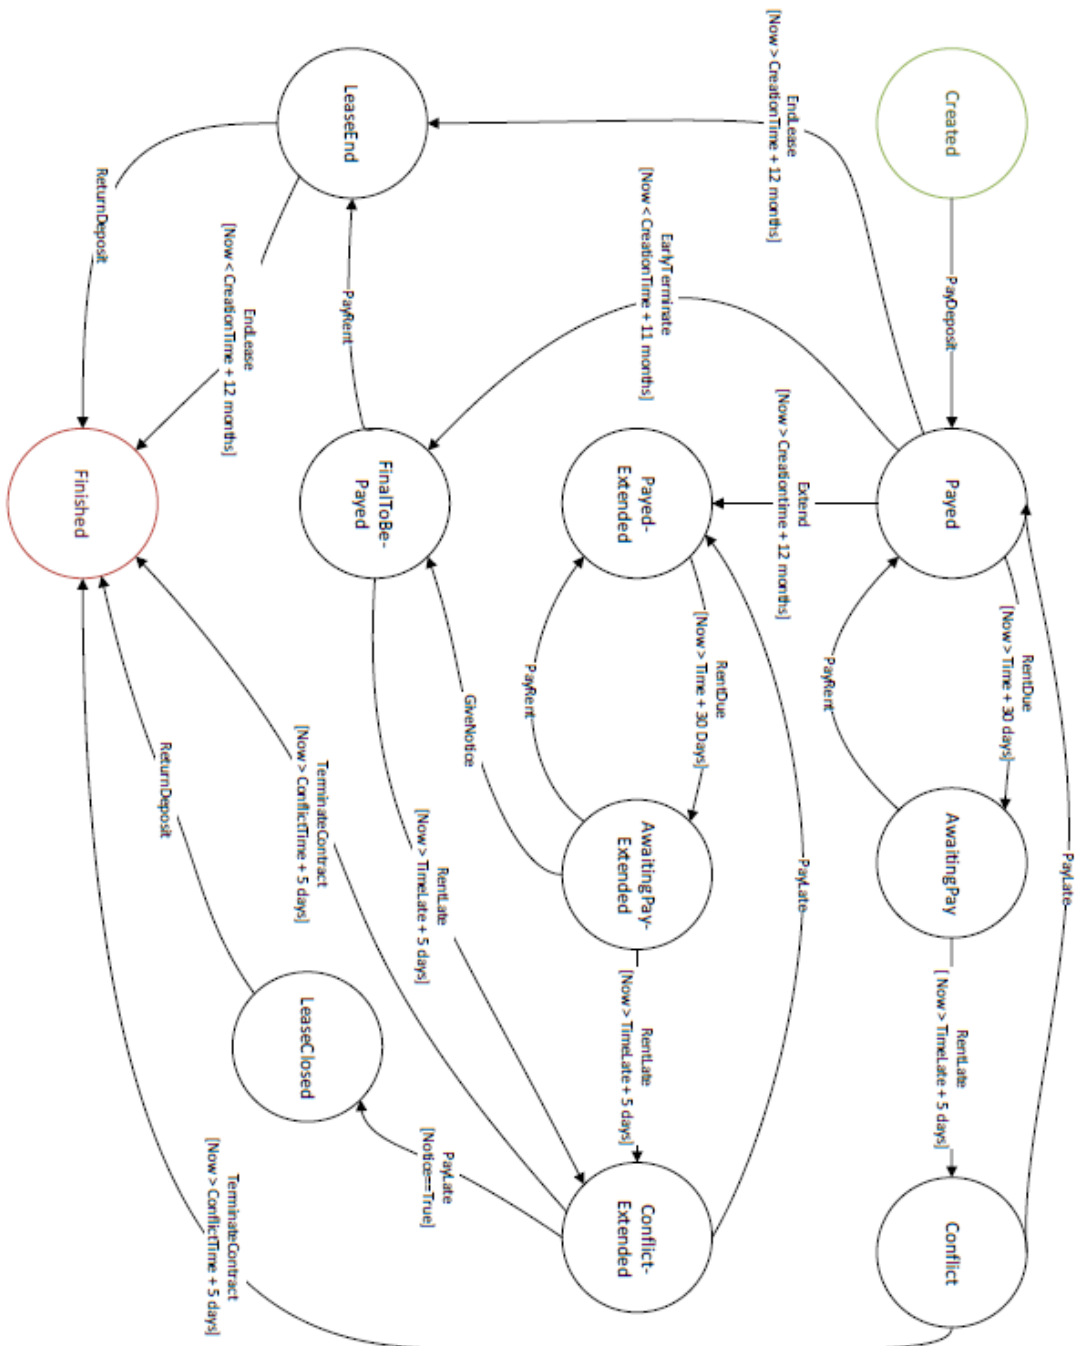 Created
PayDeposit
Payed
RentDue
[Now > Time + 30 days]
AwaitingPay
PayRent
RentLate
[ Now > TimeLate + 5 days]
Conflict
PayLate
EndLease
[Now > CreationTime + 12 months]
EarlyTerminate
[Now < CreationTime + 11 months]
Extend
[Now > Creationtime + 12 months]
Payed-
Extended
RentDue
[Now > Time + 30 Days]
AwaitingPay-
Extended
PayRent
RentLate
[Now > TimeLate + 5 days]
Conflict-
Extended
PayLate
GiveNotice
LeaseEnd
PayRent
FinalToBe-
Payed
RentLate
[Now > TimeLate + 5 days]
PayLate
[Notice==True]
LeaseClosed
TerminateContract
[Now > ConflictTime + 5 days]
ReturnDeposit
EndLease
[Now < CreationTime + 12 months]
ReturnDeposit
Finished
TerminateContract
[Now > ConflictTime + 5 days]